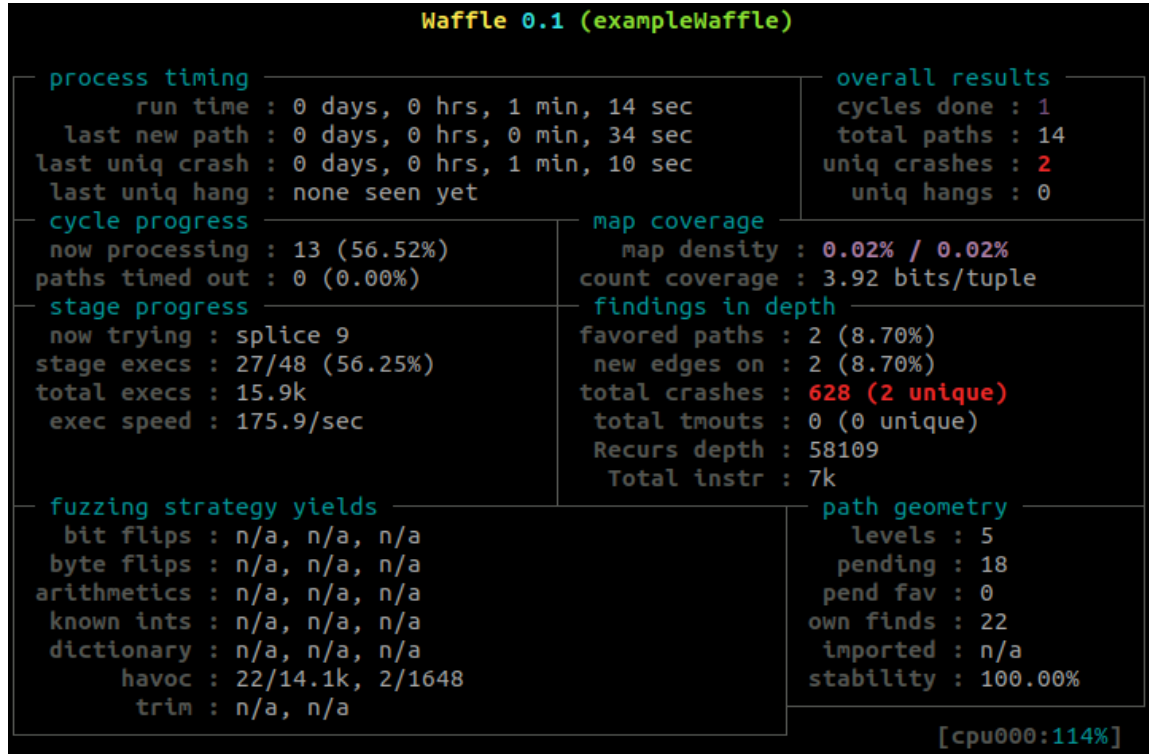 Waffle 0.1 (exampleWaffle)
process timing
run time : 0 days, 0 hrs, 1 min, 14 sec
last new path : 0 days, 0 hrs, 0 min, 34 sec
last uniq crash : 0 days, 0 hrs, 1 min, 10 sec
last uniq hang : none seen yet
overall results
cycles done : 1
total paths : 14
uniq crashes : 2
uniq hangs : 0
cycle progress
now processing : 13 (56.52%)
paths timed out : 0 (0.00%)
map coverage
map density : 0.02% / 0.02%
count coverage : 3.92 bits/tuple
stage progress
now trying : splice 9
stage execs : 27/48 (56.25%)
total execs : 15.9k
exec speed : 175.9/sec
findings in depth
favored paths : 2 (8.70%)
new edges on : 2 (8.70%)
total crashes : 628 (2 unique)
total tmouts : 0 (0 unique)
Recurs depth : 58109
Total instr : 7k
fuzzing strategy yields
bit flips : n/a, n/a, n/a
byte flips : n/a, n/a, n/a
arithmetics : n/a, n/a, n/a
known ints : n/a, n/a, n/a
dictionary : n/a, n/a, n/a
havoc : 22/14.1k, 2/1648
trim : n/a, n/a
path geometry
levels : 5
pending : 18
pend fav : 0
own finds : 22
imported : n/a
stability : 100.00%
[cpu000:114%]